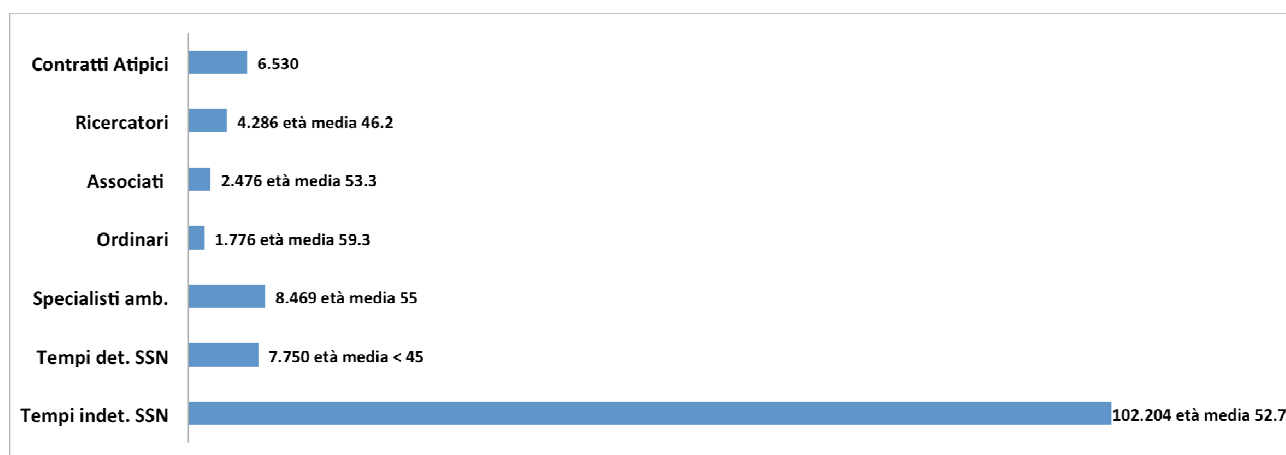 Contratti Atipici 6.530
Ricercatori 4.286 età media 46.2
Associati 2.476 età media 53.3
Ordinari 1.776 età media 59.3
Specialisti amb. 8.469 età media 55
Tempi det. SSN 7.750 età media < 45
Tempi indet. SSN 102.204 età media 52.7